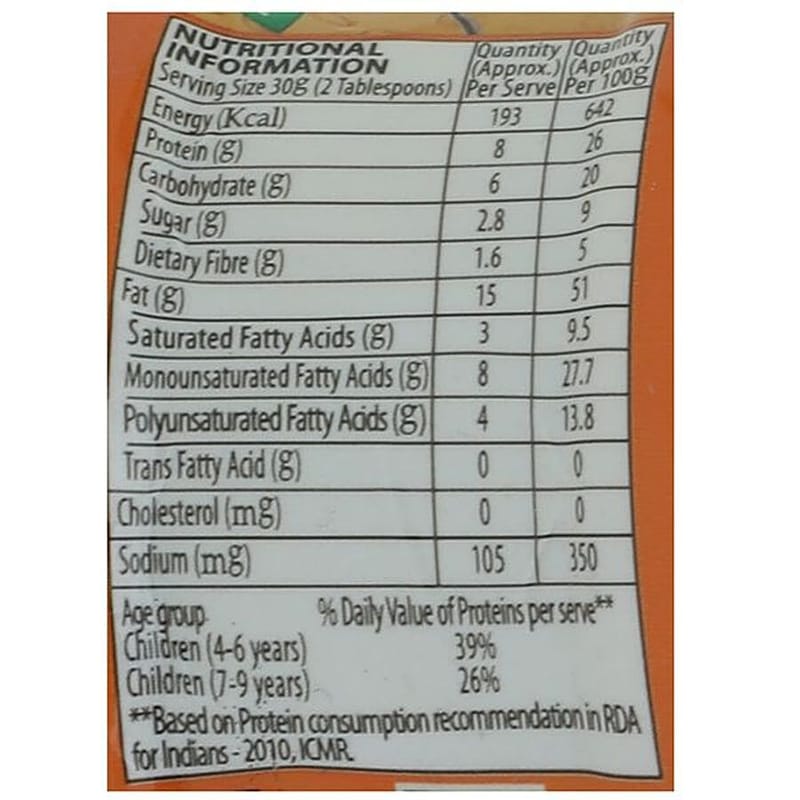 NUTRITIONAL INFORMATION
Serving Size 30g (2 Tablespoons) Quantity (Approx.) Per Serve Quantity (Approx.) Per 100g
Energy (Kcal) 193 642
Protein (g) 8 26
Carbohydrate (g) 6 20
Sugar (g) 2.8 9
Dietary Fibre (g) 1.6 5
Fat (g) 15 51
Saturated Fatty Acids (g) 3 9.5
Monounsaturated Fatty Acids (g) 8 27.7
Polyunsaturated Fatty Acids (g) 4 13.8
Trans Fatty Acid (g) 0 0
Cholesterol (mg) 0 0
Sodium (mg) 105 350
Age group % Daily Value of Proteins per serve**
Children (4-6 years) 39%
Children (7-9 years) 26%
**Based on Protein consumption recommendation in RDA
for Indians - 2010, ICMR